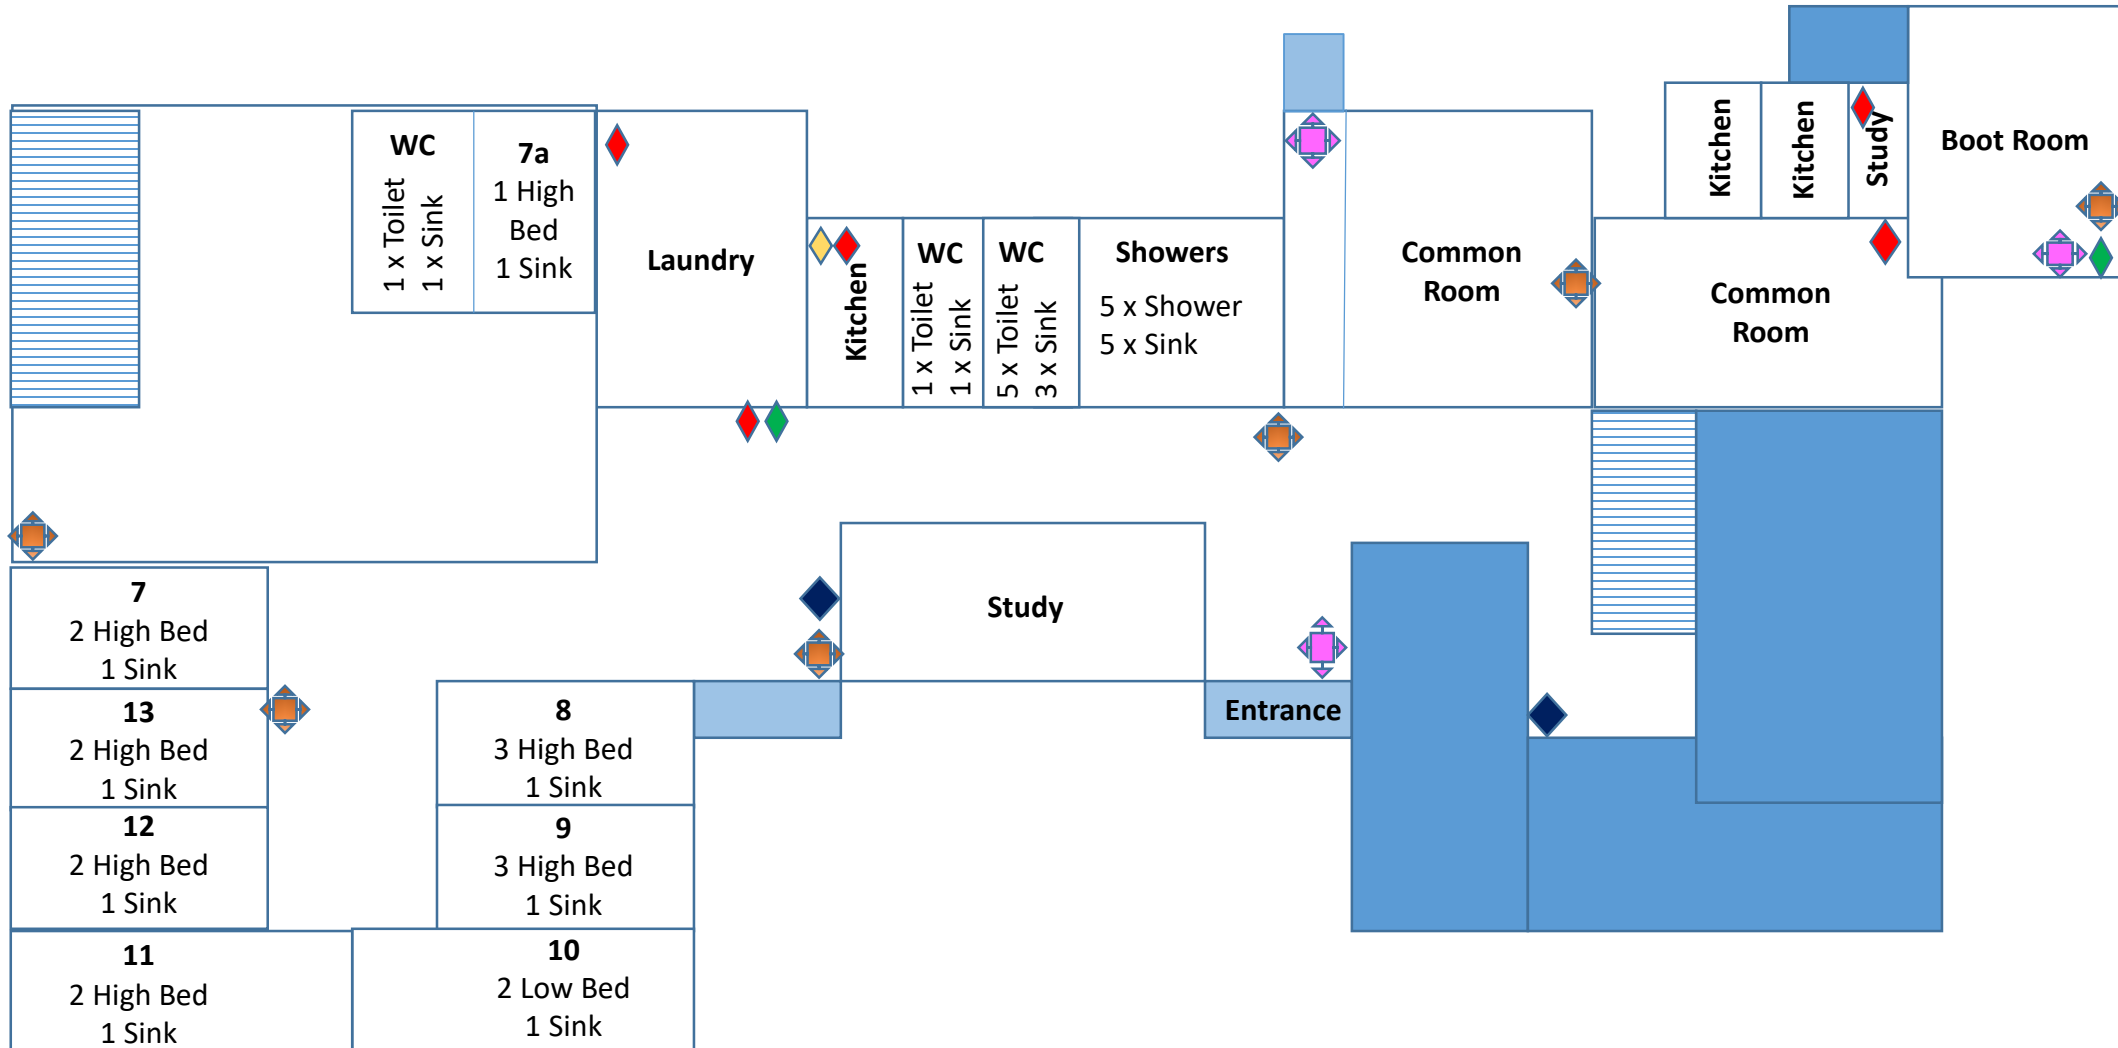 WC
1 x Toilet
1 x Sink
7a
1 High
Bed
1 Sink
Laundry
Kitchen
WC
1 x Toilet
1 x Sink
WC
5 x Toilet
3 x Sink
Showers
5 x Shower
5 x Sink
Common
Room
Common
Room
Kitchen
Kitchen
Study
Boot Room
Study
Entrance
7
2 High Bed
1 Sink
13
2 High Bed
1 Sink
12
2 High Bed
1 Sink
11
2 High Bed
1 Sink
8
3 High Bed
1 Sink
9
3 High Bed
1 Sink
10
2 Low Bed
1 Sink